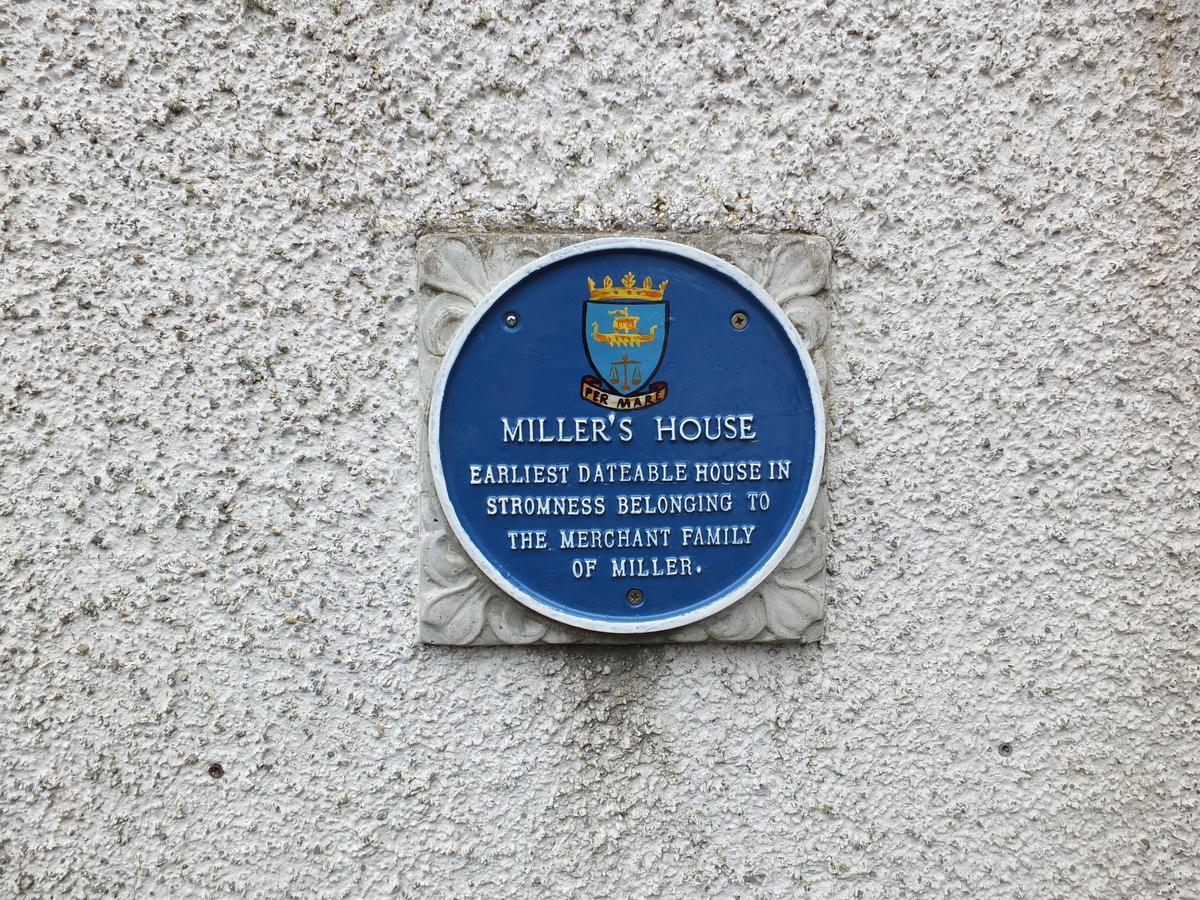 PER MARE
MILLER'S HOUSE
EARLIEST DATEABLE HOUSE IN
STROMNESS BELONGING TO
THE MERCHANT FAMILY
OF MILLER.